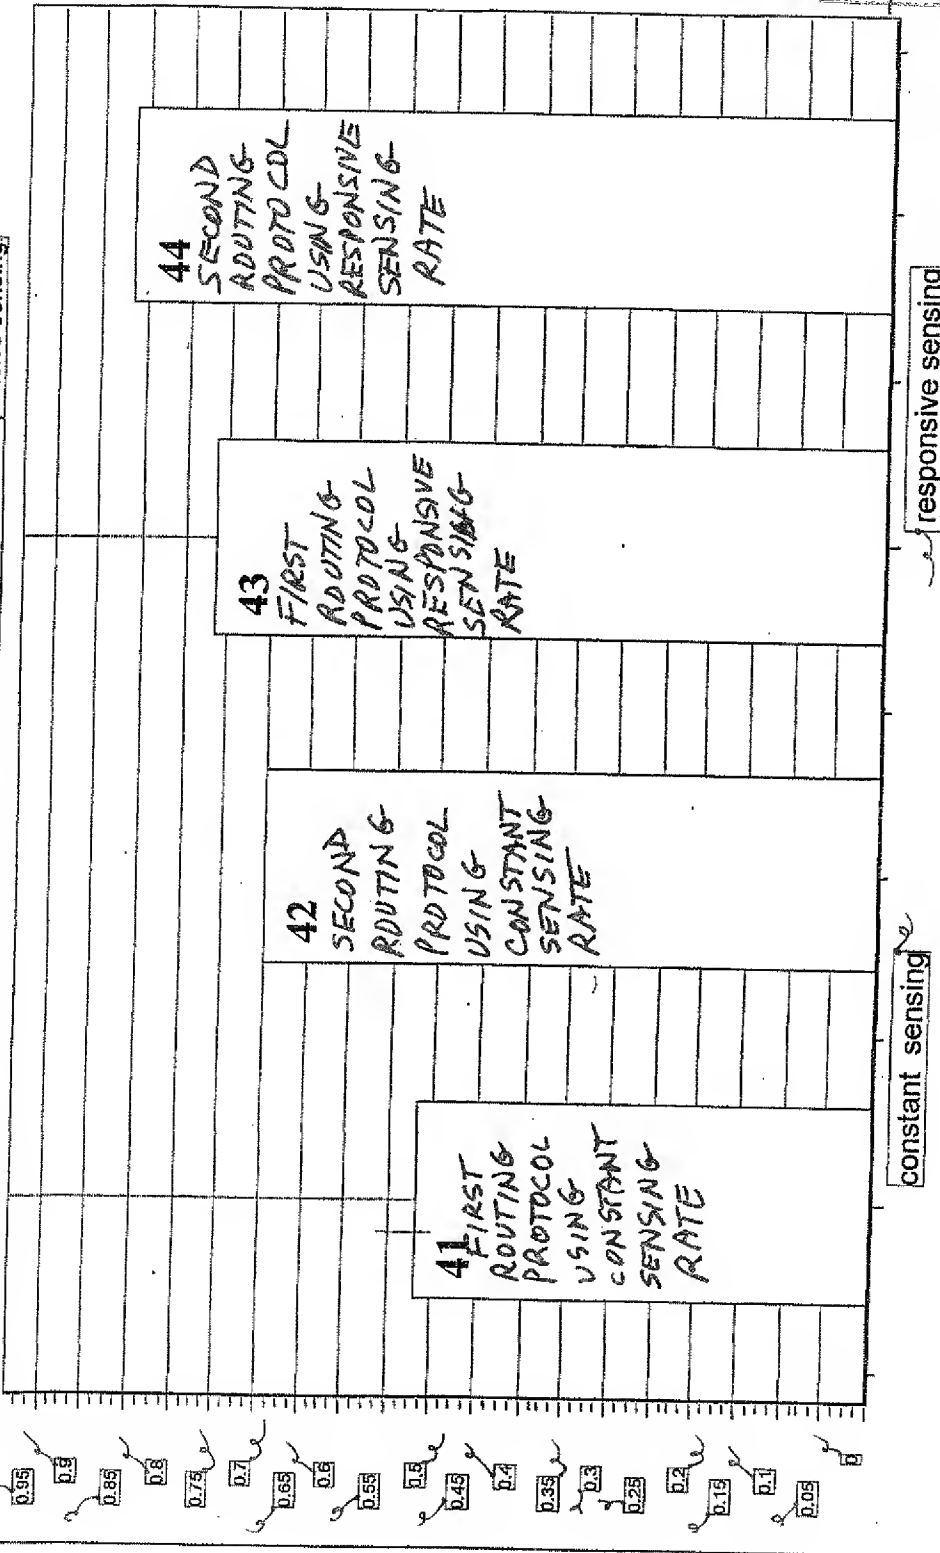 0.95
0.9
0.85
0.8
0.75
0.7
0.65
0.6
0.55
0.5
0.45
0.4
0.35
0.3
0.25
0.2
0.15
0.1
0.05
0
41
FIRST
ROUTING
PROTOCOL
USING
CONSTANT
SENSING
RATE
42
SECOND
ROUTING
PROTOCOL
USING
CONSTANT
SENSING
RATE
43
FIRST
ROUTING
PROTOCOL
USING
RESPONSIVE
SENSING
RATE
44
SECOND
ROUTING
PROTOCOL
USING
RESPONSIVE
SENSING
RATE
constant sensing
responsive sensing